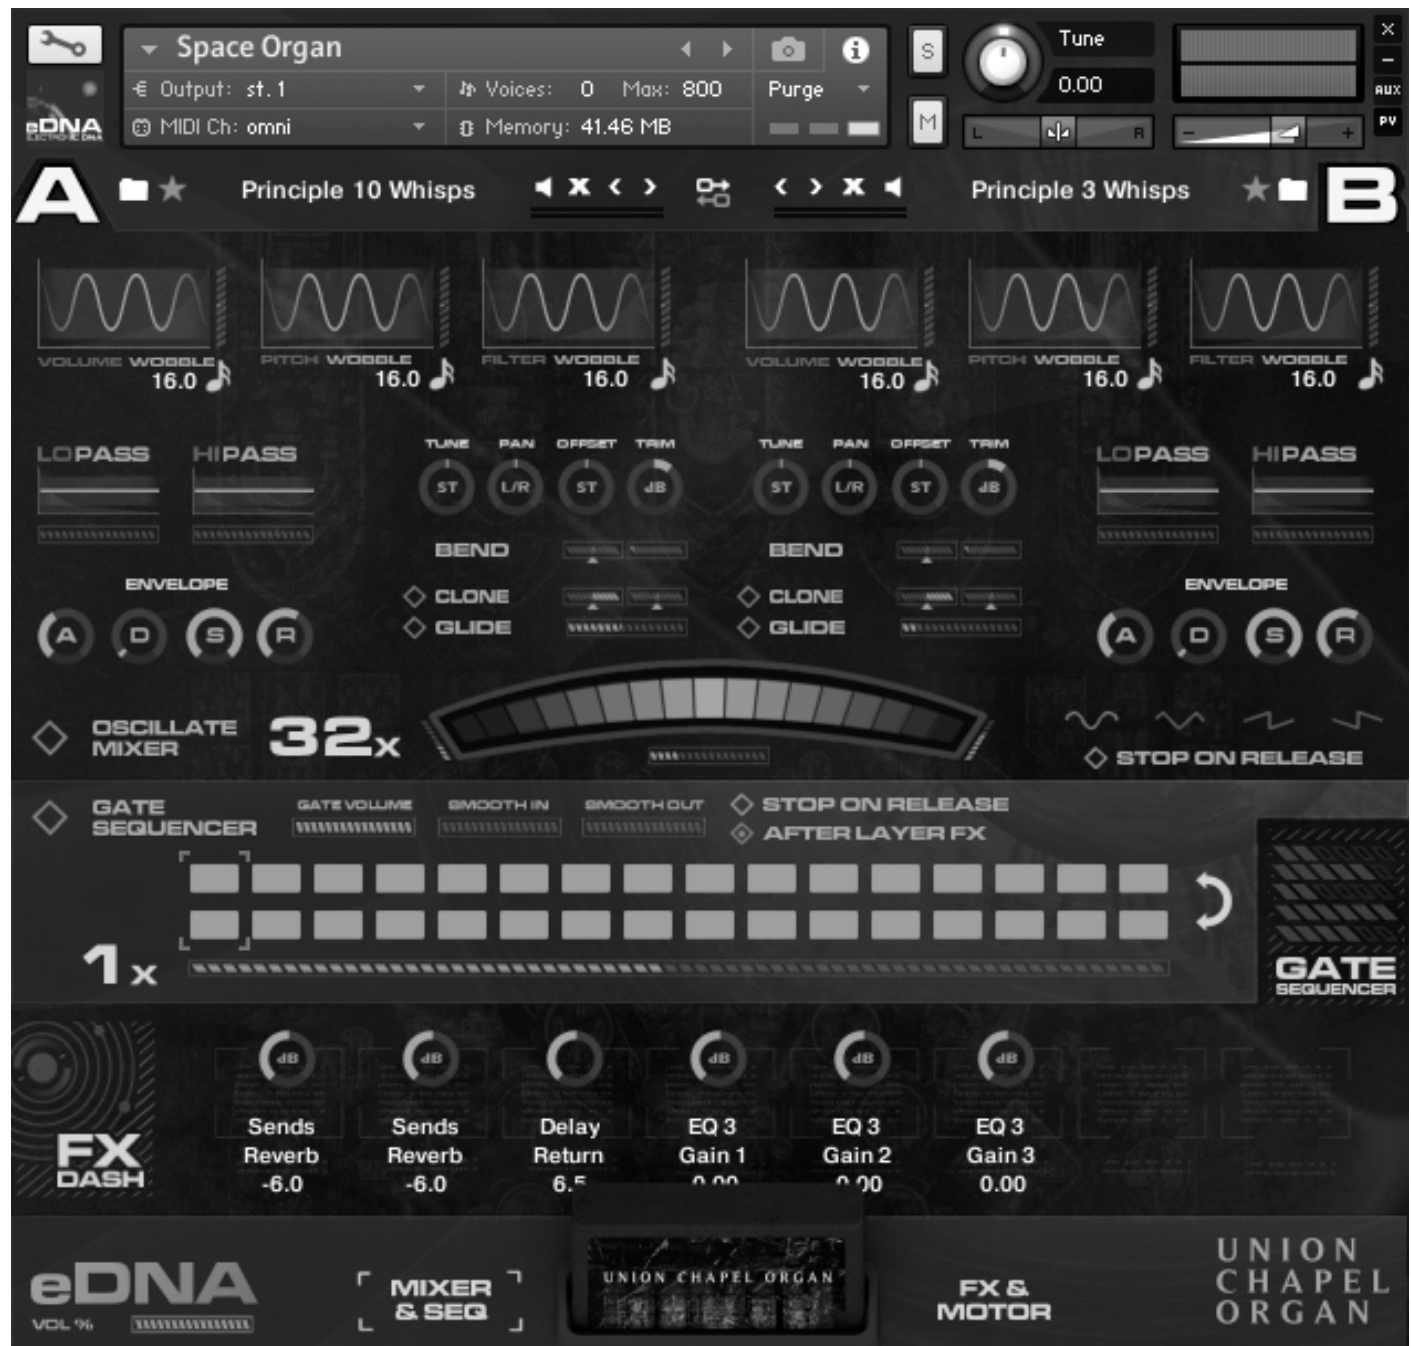 Space Organ
S
Tune
X
Output: st.1
Voices: 0 Max: 800
Purge
0.00
AUX
eDNA
MIDI Ch: omni
Memory: 41.46 MB
M
L
R
-
+
PV
A
Principle 10 Whisps
Principle 3 Whisps
B
VOLUME WOBBLE
PITCH WOBBLE
FILTER WOBBLE
VOLUME WOBBLE
PITCH WOBBLE
FILTER WOBBLE
16.0
16.0
16.0
16.0
16.0
16.0
TUNE PAN OFFSET TRIM
TUNE PAN OFFSET TRIM
LOPASS HIPASS
LOPASS HIPASS
ST L/R ST dB
ST L/R ST dB
BEND
BEND
ENVELOPE
ENVELOPE
CLONE
CLONE
GLIDE
GLIDE
A D S R
A D S R
OSCILLATE
MIXER
32x
STOP ON RELEASE
GATE
SEQUENCER
GATE VOLUME
SMOOTH IN
SMOOTH OUT
STOP ON RELEASE
AFTER LAYER FX
1x
GATE
SEQUENCER
dB dB dB dB dB
FX
DASH
Sends
Reverb
-6.0
Sends
Reverb
-6.0
Delay
Return
6.5
EQ 3
Gain 1
0.00
EQ 3
Gain 2
0.00
EQ 3
Gain 3
0.00
eDNA
VOL %
MIXER
& SEQ
UNION CHAPEL ORGAN
FX &
MOTOR
UNION
CHAPEL
ORGAN